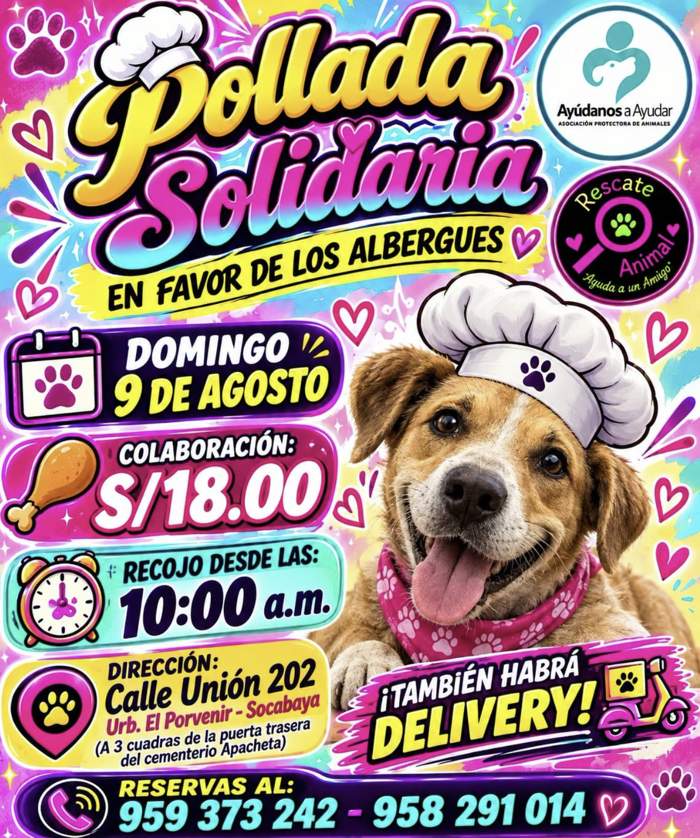 Pollada
Solidaria
EN FAVOR DE LOS ALBERGUES
Ayúdanos a Ayudar
ASOCIACIÓN PROTECTORA DE ANIMALES
Rescate
Animal
"Ayuda a un Amigo"
DOMINGO
9 DE AGOSTO
COLABORACIÓN:
S/18.00
RECOJO DESDE LAS:
10:00 a.m.
DIRECCIÓN:
Calle Unión 202
Urb. El Porvenir - Socabaya
(A 3 cuadras de la puerta trasera
del cementerio Apacheta)
¡TAMBIÉN HABRÁ
DELIVERY!
RESERVAS AL:
959 373 242 - 958 291 014